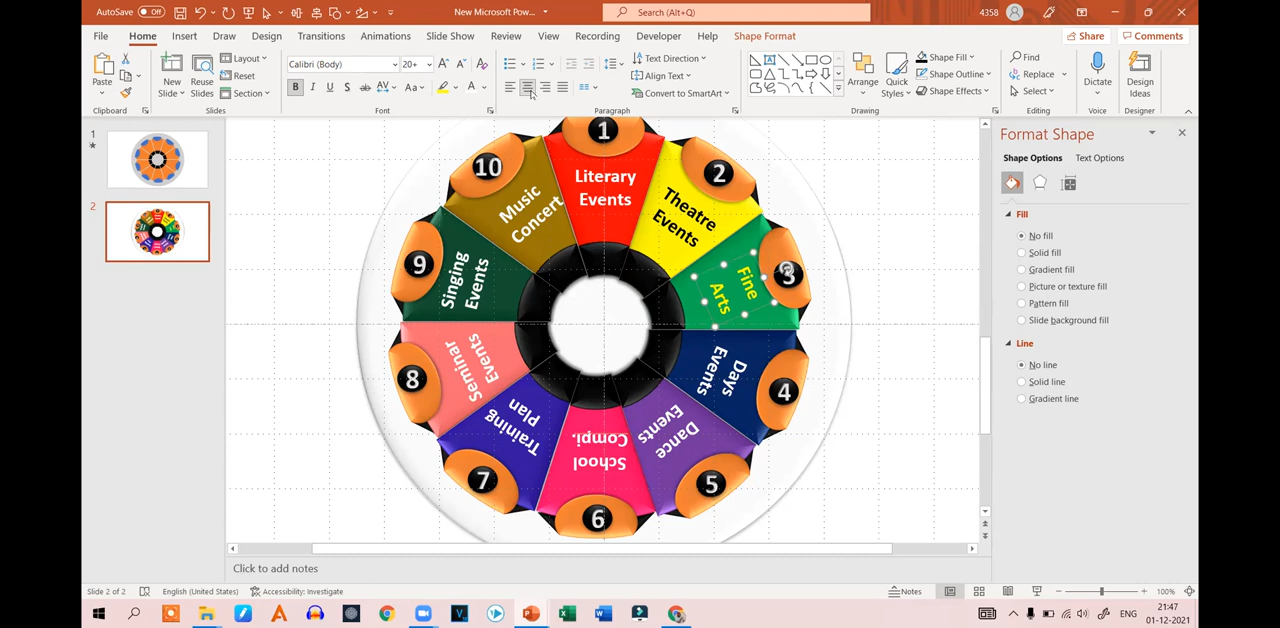 AutoSave Off
New Microsoft Pow...
Search (Alt+Q)
4358
File Home Insert Draw Design Transitions Animations Slide Show Review View Recording Developer Help Shape Format
Share Comments
Paste
New
Slide
Reuse
Slides
Layout
Reset
Section
Calibri (Body) 20+
B I U S ab AV Aa
A
Text Direction
Align Text
Convert to SmartArt
Arrange
Quick
Styles
Shape Fill
Shape Outline
Shape Effects
Find
Replace
Select
Dictate
Design
Ideas
Clipboard
Slides
Font
Paragraph
Drawing
Editing
Voice
Designer
1
2
1
Literary
Events
2
Theatre
Events
3
Fine
Arts
4
Days
Events
5
Dance
Events
6
School
Compi.
7
Training
Plan
8
Seminar
Events
9
Singing
Events
10
Music
Concert
Format Shape
Shape Options Text Options
Fill
No fill
Solid fill
Gradient fill
Picture or texture fill
Pattern fill
Slide background fill
Line
No line
Solid line
Gradient line
Click to add notes
Slide 2 of 2
English (United States)
Accessibility: Investigate
Notes
100%
ENG
21:47
01-12-2021